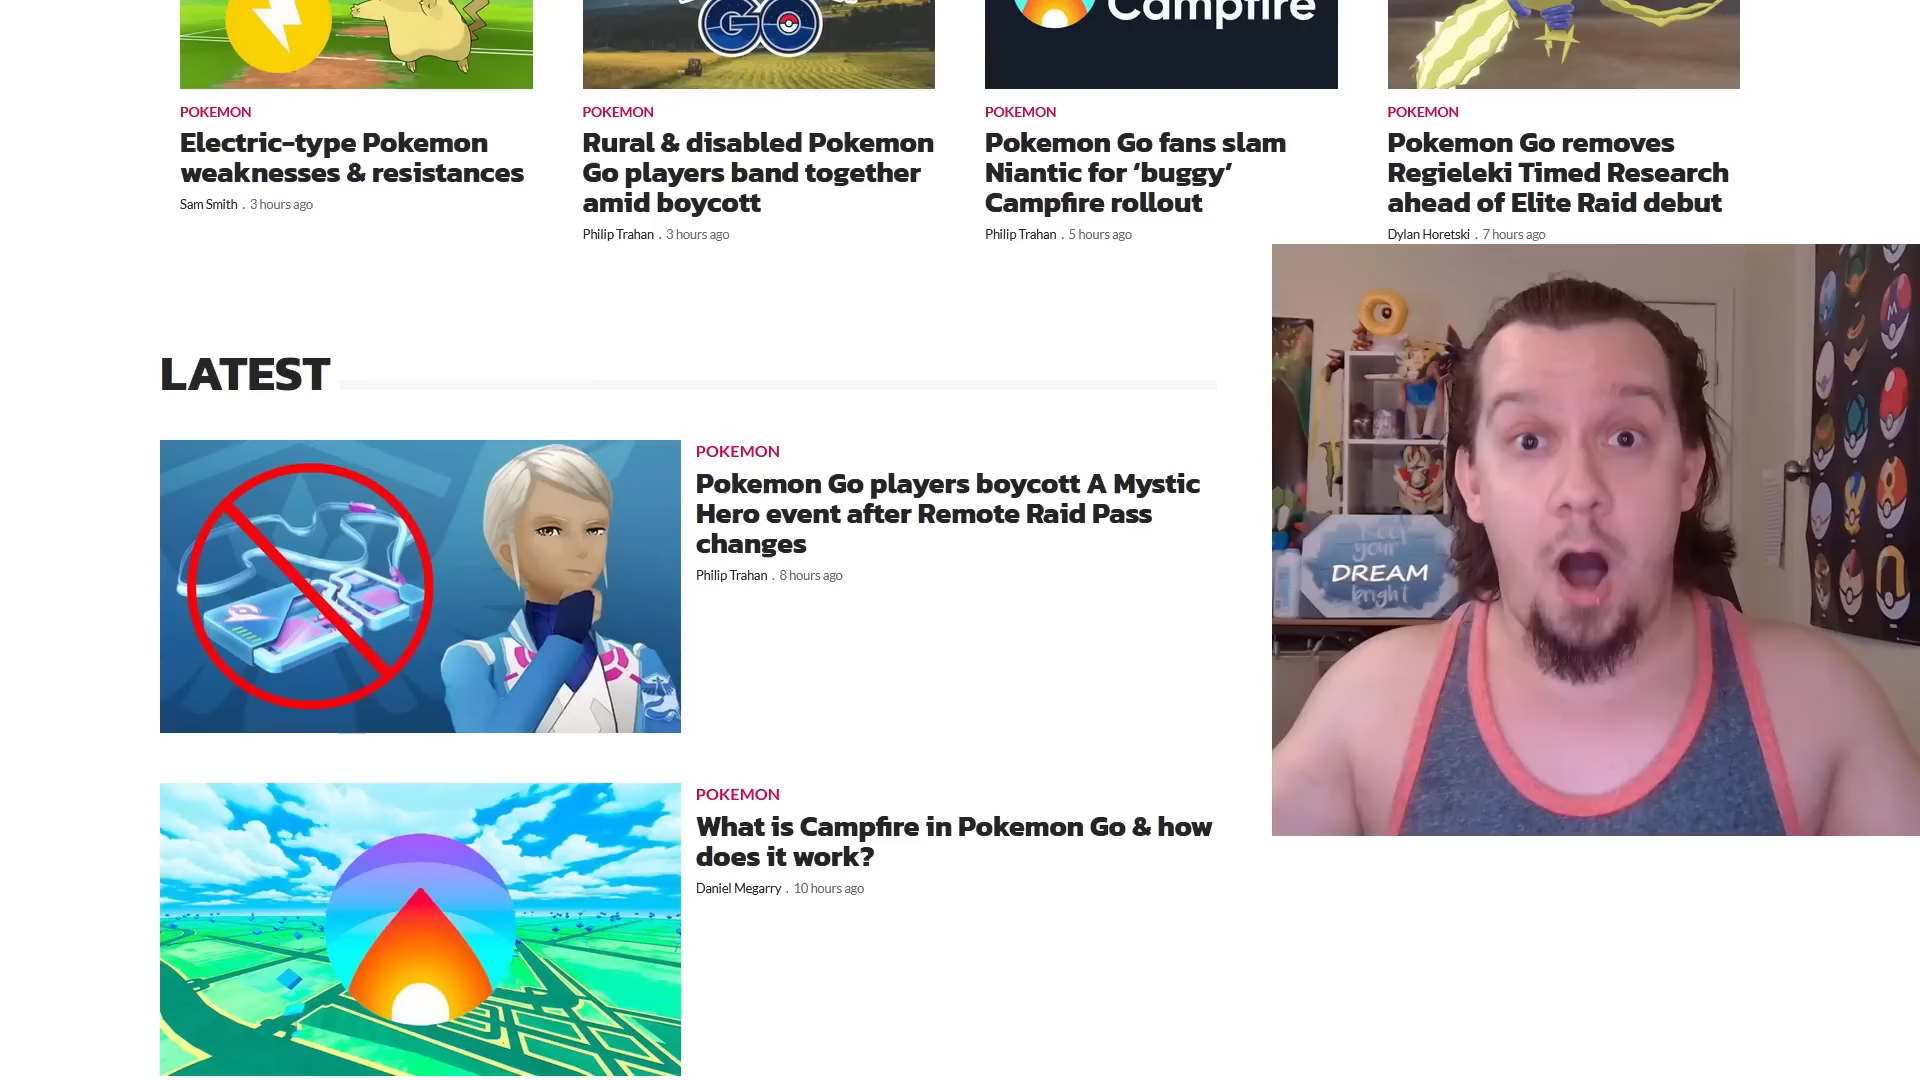 GO
Campfire
POKEMON
Electric-type Pokemon
weaknesses & resistances
Sam Smith . 3 hours ago
POKEMON
Rural & disabled Pokemon
Go players band together
amid boycott
Philip Trahan . 3 hours ago
POKEMON
Pokemon Go fans slam
Niantic for ‘buggy’
Campfire rollout
Philip Trahan . 5 hours ago
POKEMON
Pokemon Go removes
Regieleki Timed Research
ahead of Elite Raid debut
Dylan Horetski . 7 hours ago
LATEST
POKEMON
Pokemon Go players boycott A Mystic
Hero event after Remote Raid Pass
changes
Philip Trahan . 8 hours ago
POKEMON
What is Campfire in Pokemon Go & how
does it work?
Daniel Megarry . 10 hours ago
keep
your
DREAM
bright